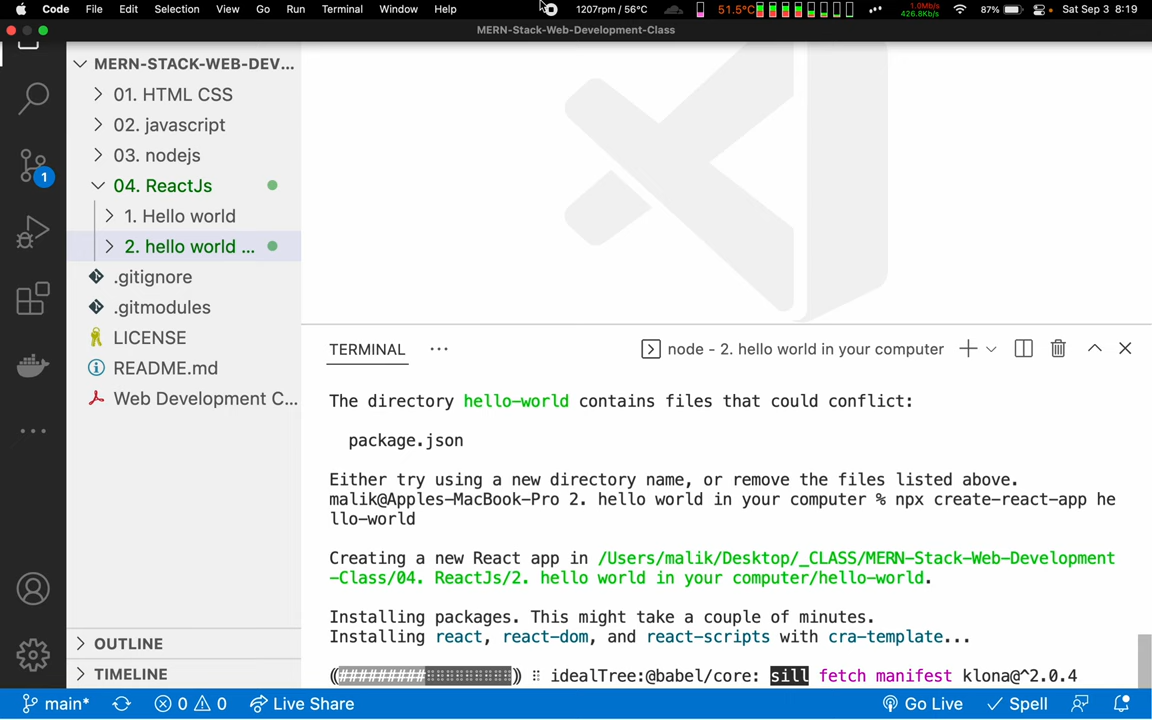 Code File Edit Selection View Go Run Terminal Window Help 1207rpm / 56°C 51.5°C 1.0MB/s 426.8KB/s 87% Sat Sep 3 8:19
MERN-Stack-Web-Development-Class
MERN-STACK-WEB-DEV...
01. HTML CSS
02. javascript
03. nodejs
04. ReactJs
1. Hello world
2. hello world ...
.gitignore
.gitmodules
LICENSE
README.md
Web Development C...
OUTLINE
TIMELINE
1
TERMINAL ... node - 2. hello world in your computer
The directory hello-world contains files that could conflict:
package.json
Either try using a new directory name, or remove the files listed above.
malik@Apples-MacBook-Pro 2. hello world in your computer % npx create-react-app he
llo-world
Creating a new React app in /Users/malik/Desktop/_CLASS/MERN-Stack-Web-Development
-Class/04. ReactJs/2. hello world in your computer/hello-world.
Installing packages. This might take a couple of minutes.
Installing react, react-dom, and react-scripts with cra-template...
((#########⠂⠂⠂⠂⠂⠂⠂⠂⠂)) ⠸ idealTree:@babel/core: sill fetch manifest klona@^2.0.4
main* 0 0 Live Share Go Live Spell